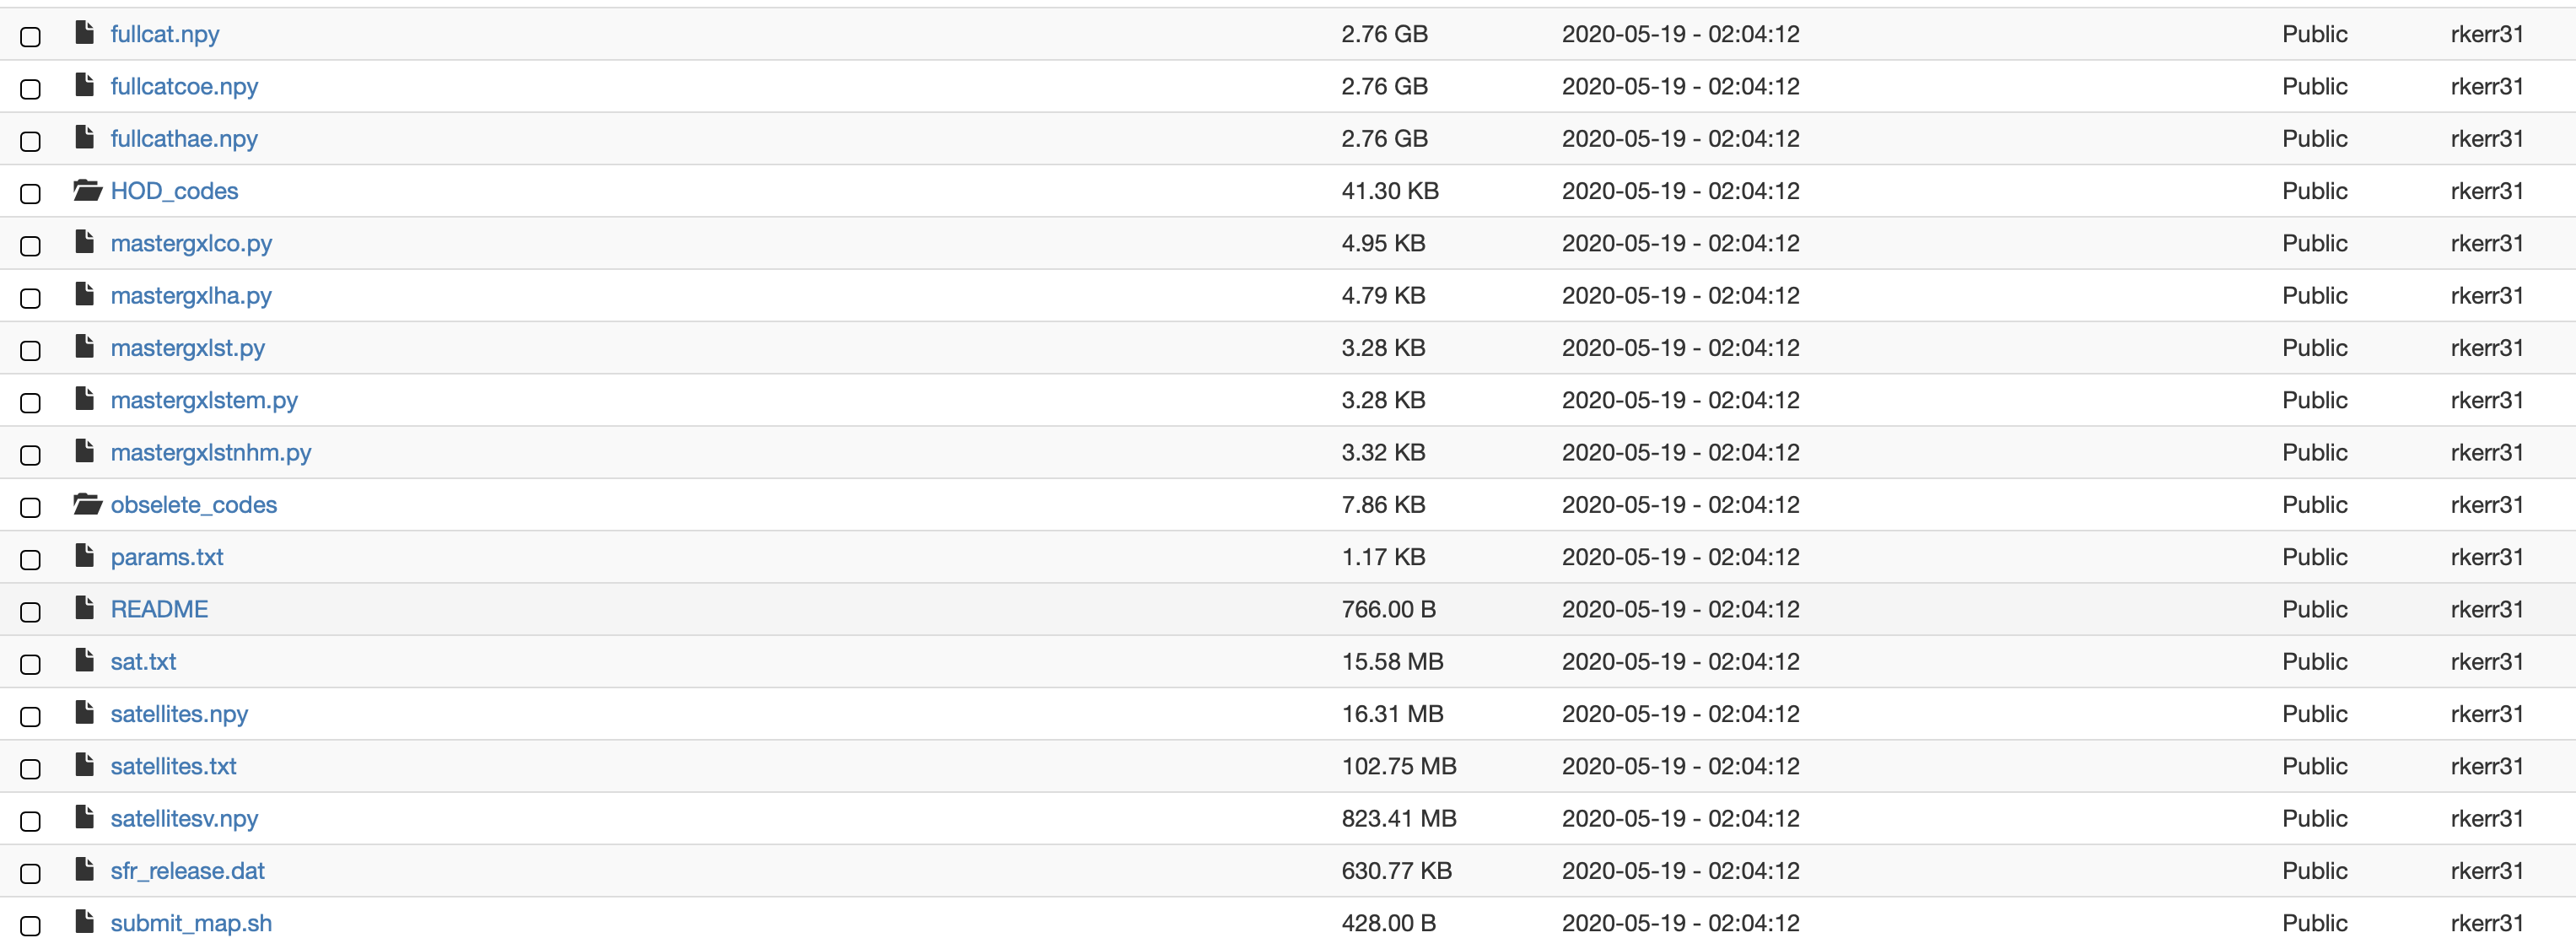 fullcat.npy 2.76 GB 2020-05-19 - 02:04:12 Public rkerr31
fullcatcoe.npy 2.76 GB 2020-05-19 - 02:04:12 Public rkerr31
fullcathae.npy 2.76 GB 2020-05-19 - 02:04:12 Public rkerr31
HOD_codes 41.30 KB 2020-05-19 - 02:04:12 Public rkerr31
mastergxlco.py 4.95 KB 2020-05-19 - 02:04:12 Public rkerr31
mastergxlha.py 4.79 KB 2020-05-19 - 02:04:12 Public rkerr31
mastergxlst.py 3.28 KB 2020-05-19 - 02:04:12 Public rkerr31
mastergxlstem.py 3.28 KB 2020-05-19 - 02:04:12 Public rkerr31
mastergxlstnhm.py 3.32 KB 2020-05-19 - 02:04:12 Public rkerr31
obselete_codes 7.86 KB 2020-05-19 - 02:04:12 Public rkerr31
params.txt 1.17 KB 2020-05-19 - 02:04:12 Public rkerr31
README 766.00 B 2020-05-19 - 02:04:12 Public rkerr31
sat.txt 15.58 MB 2020-05-19 - 02:04:12 Public rkerr31
satellites.npy 16.31 MB 2020-05-19 - 02:04:12 Public rkerr31
satellites.txt 102.75 MB 2020-05-19 - 02:04:12 Public rkerr31
satellitesv.npy 823.41 MB 2020-05-19 - 02:04:12 Public rkerr31
sfr_release.dat 630.77 KB 2020-05-19 - 02:04:12 Public rkerr31
submit_map.sh 428.00 B 2020-05-19 - 02:04:12 Public rkerr31